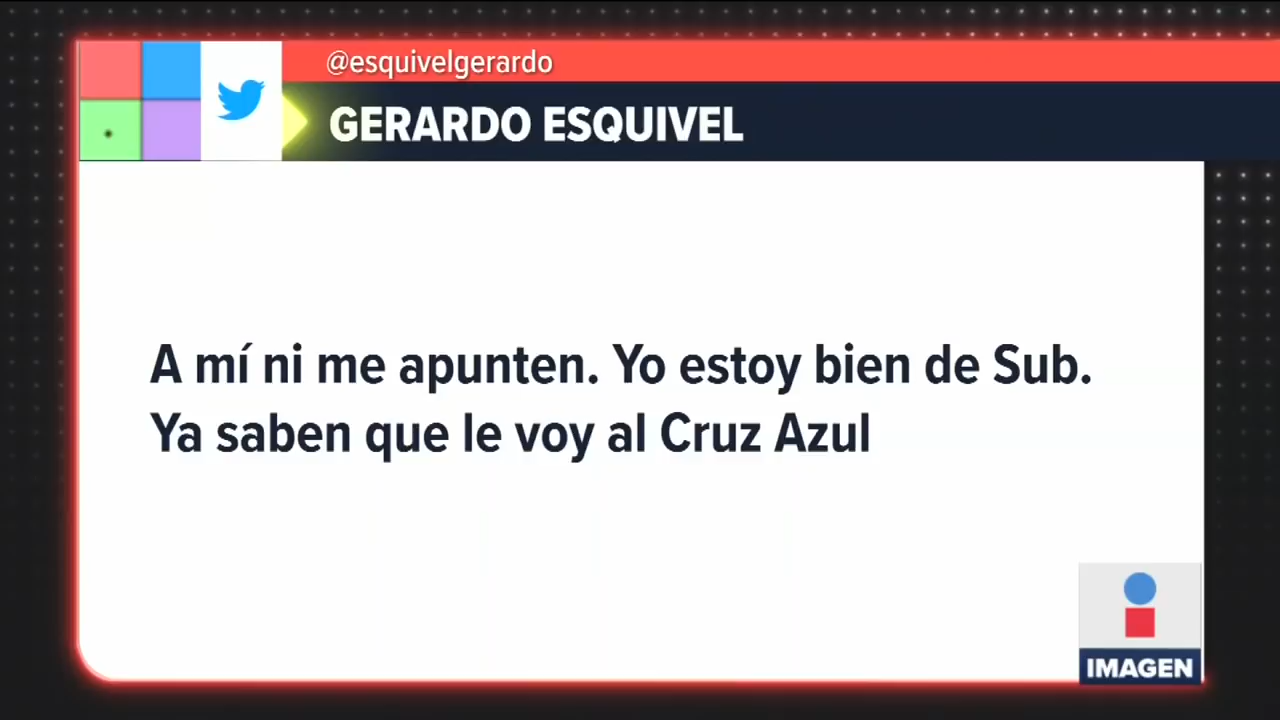 @esquivelgerardo
GERARDO ESQUIVEL
A mí ni me apunten. Yo estoy bien de Sub.
Ya saben que le voy al Cruz Azul
IMAGEN